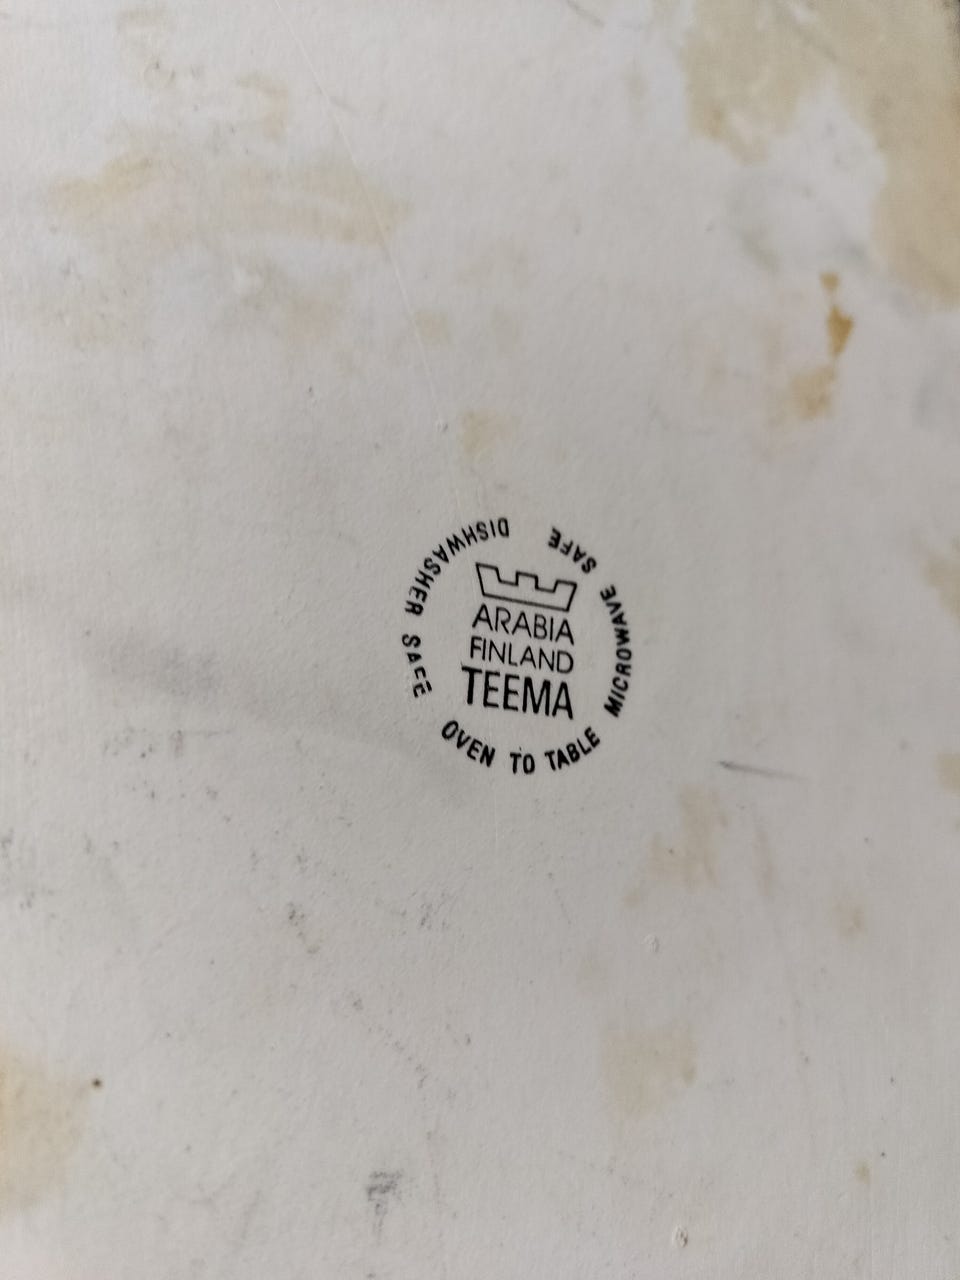 ARABIA
FINLAND
TEEMA
DISHWASHER SAFE
OVEN TO TABLE
MICROWAVE SAFE